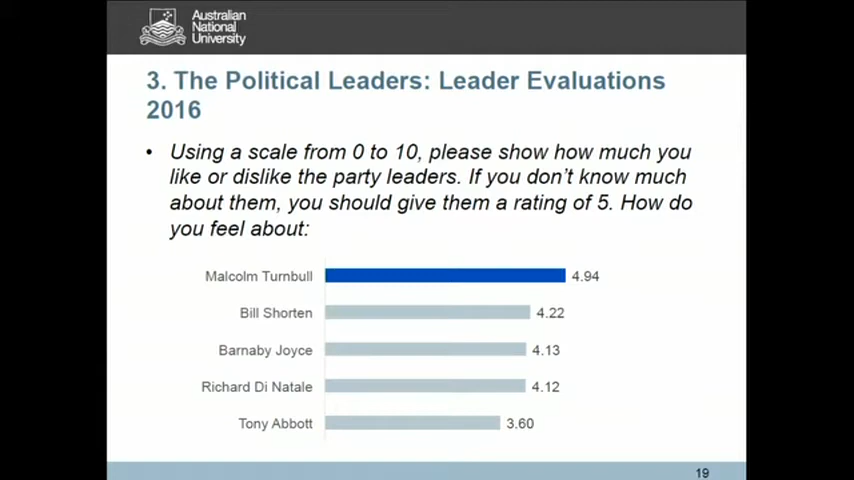 Australian
National
University
3. The Political Leaders: Leader Evaluations
2016
• Using a scale from 0 to 10, please show how much you
like or dislike the party leaders. If you don't know much
about them, you should give them a rating of 5. How do
you feel about:
Malcolm Turnbull 4.94
Bill Shorten 4.22
Barnaby Joyce 4.13
Richard Di Natale 4.12
Tony Abbott 3.60
19